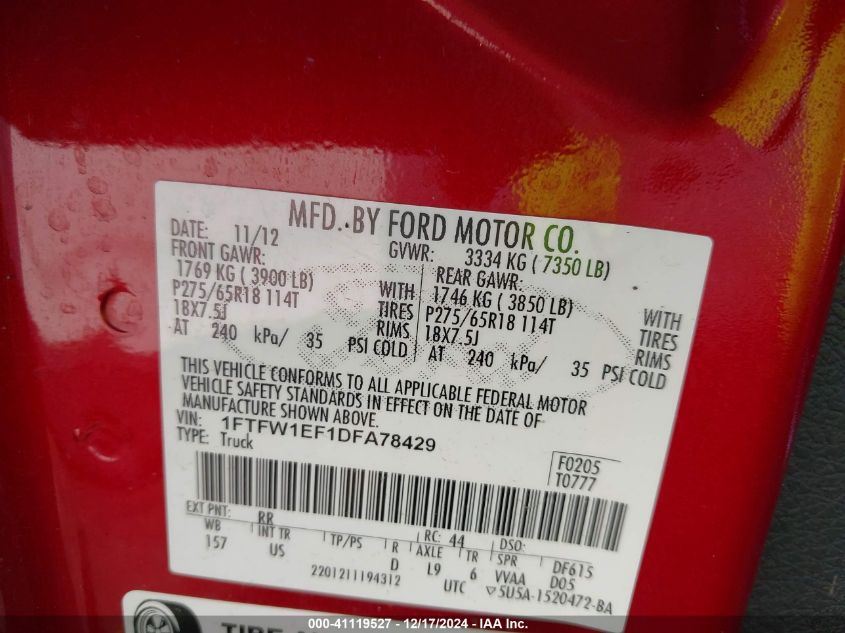 MFD. BY FORD MOTOR CO.
DATE: 11/12 GVWR: 3334 KG ( 7350 LB)
FRONT GAWR: REAR GAWR:
1769 KG ( 3900 LB) WITH 1746 KG ( 3850 LB) WITH
P275/65R18 114T TIRES P275/65R18 114T TIRES
18X7.5J RIMS 18X7.5J RIMS
AT 240 kPa/ 35 PSI COLD AT 240 kPa/ 35 PSI COLD
THIS VEHICLE CONFORMS TO ALL APPLICABLE FEDERAL MOTOR
VEHICLE SAFETY STANDARDS IN EFFECT ON THE DATE OF
MANUFACTURE SHOWN ABOVE.
VIN: 1FTFW1EF1DFA78429
TYPE: Truck
F0205
T0777
EXT PNT: RR RC: 44 DSO:
WB INT TR TP/PS R AXLE TR SPR DF615
157 US D L9 6 VVAA D05
2201211194312 UTC ▽5U5A-1520472-BA
TIRE
000-41119527 - 12/17/2024 - IAA Inc.